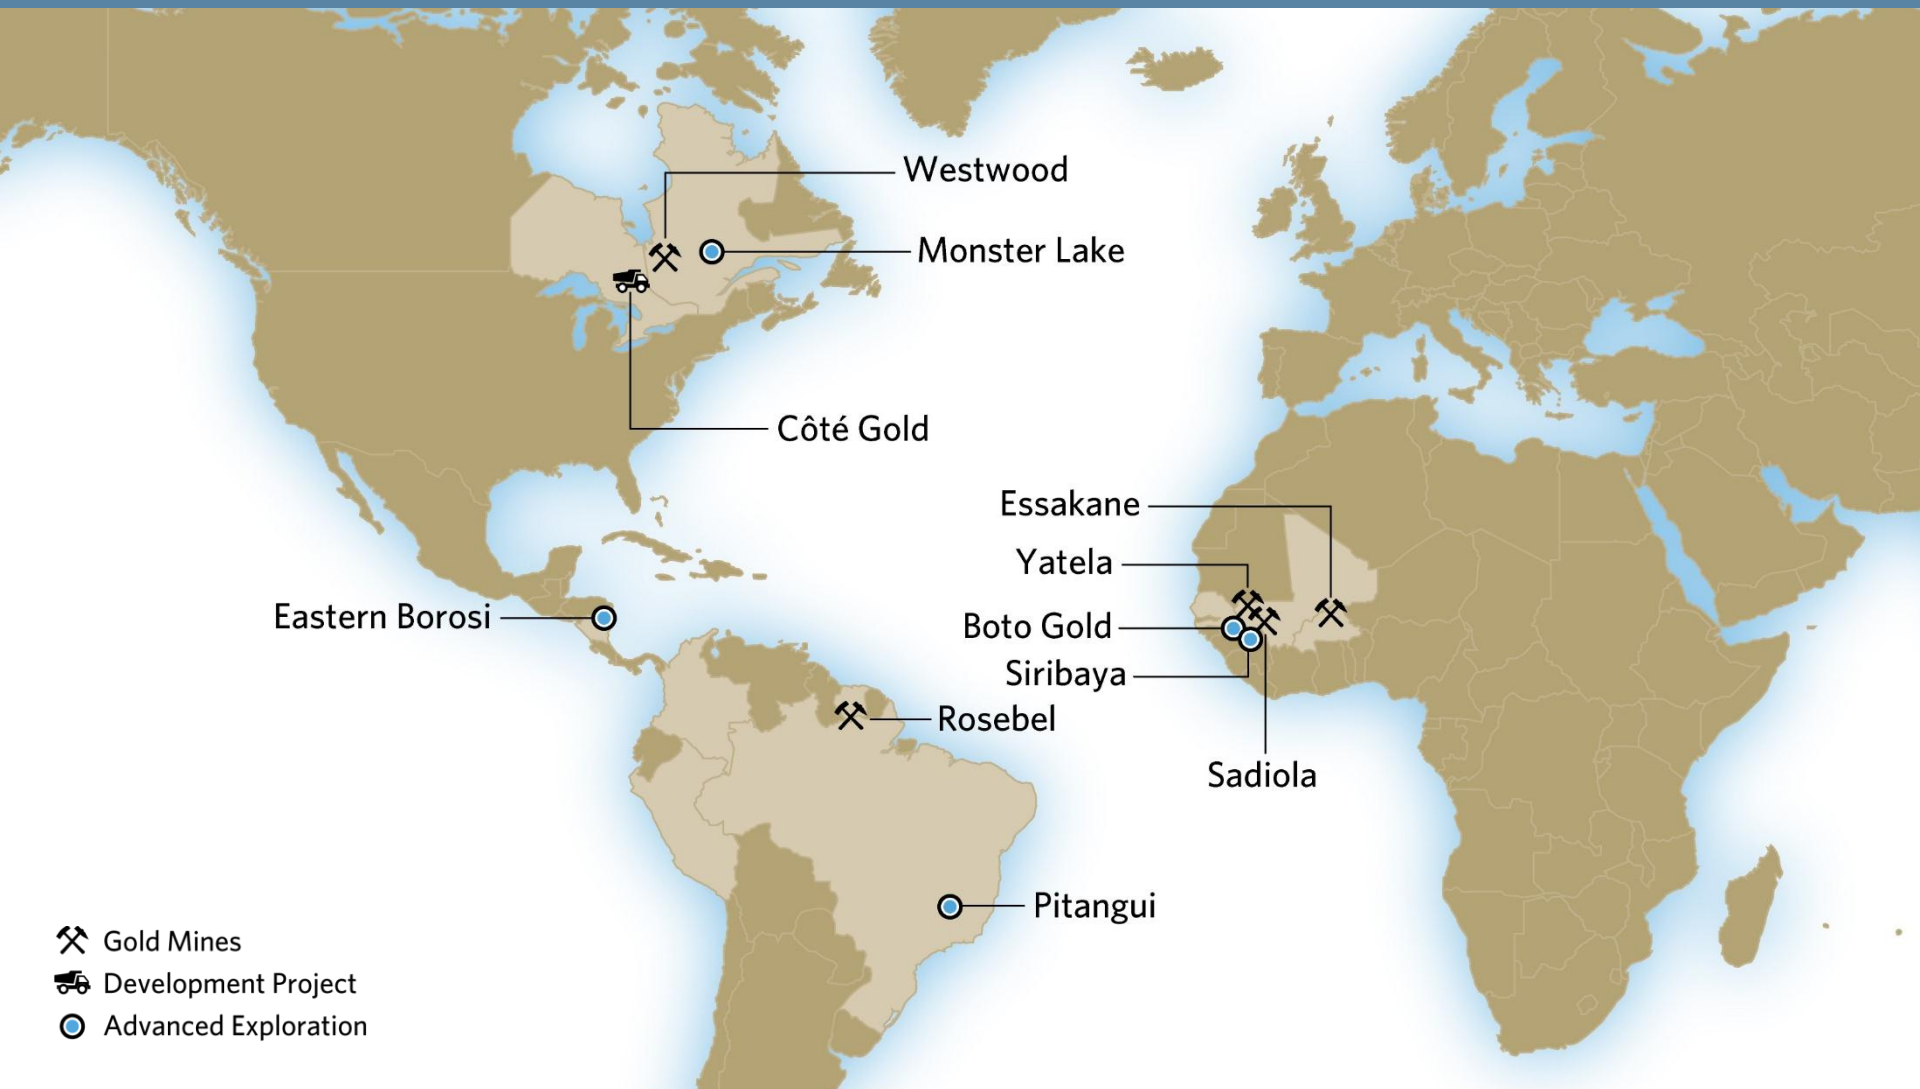 Westwood
Monster Lake
Côté Gold
Essakane
Yatela
Eastern Borosi
Boto Gold
Siribaya
Rosebel
Sadiola
Pitangui
Gold Mines
Development Project
Advanced Exploration